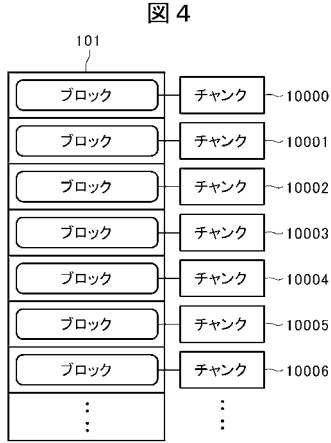 図4
101
ブロック チャンク 10000
ブロック チャンク 10001
ブロック チャンク 10002
ブロック チャンク 10003
ブロック チャンク 10004
ブロック チャンク 10005
ブロック チャンク 10006